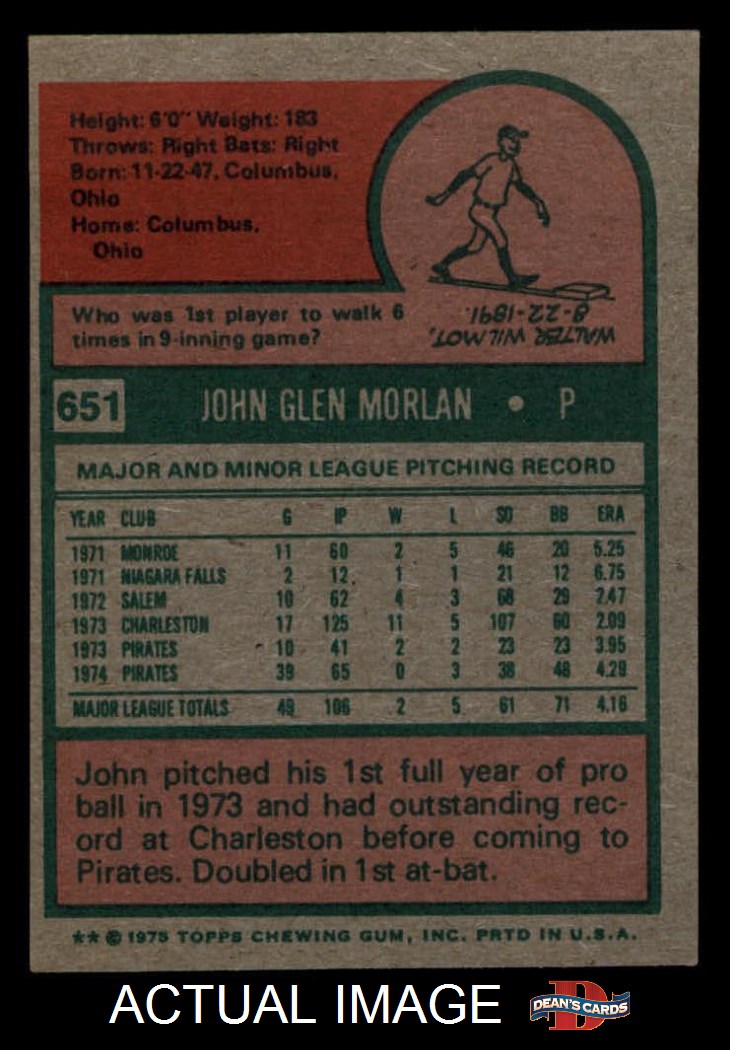 Height: 6'0" Weight: 183
Throws: Right Bats: Right
Born: 11-22-47, Columbus,
Ohio
Home: Columbus,
Ohio
Who was 1st player to walk 6
times in 9-inning game?
WALTER WILMOT,
8-22-1891.
651 JOHN GLEN MORLAN • P
MAJOR AND MINOR LEAGUE PITCHING RECORD
YEAR CLUB G IP W L SO BB ERA
1971 MONROE 11 60 2 5 46 20 5.25
1971 NIAGARA FALLS 2 12 1 1 21 12 6.75
1972 SALEM 10 62 4 3 68 29 2.47
1973 CHARLESTON 17 125 11 5 107 60 2.09
1973 PIRATES 10 41 2 2 23 23 3.95
1974 PIRATES 39 65 0 3 38 48 4.29
MAJOR LEAGUE TOTALS 49 106 2 5 61 71 4.16
John pitched his 1st full year of pro
ball in 1973 and had outstanding rec-
ord at Charleston before coming to
Pirates. Doubled in 1st at-bat.
** © 1975 TOPPS CHEWING GUM, INC. PRTD IN U.S.A.
ACTUAL IMAGE D DEAN'S CARDS